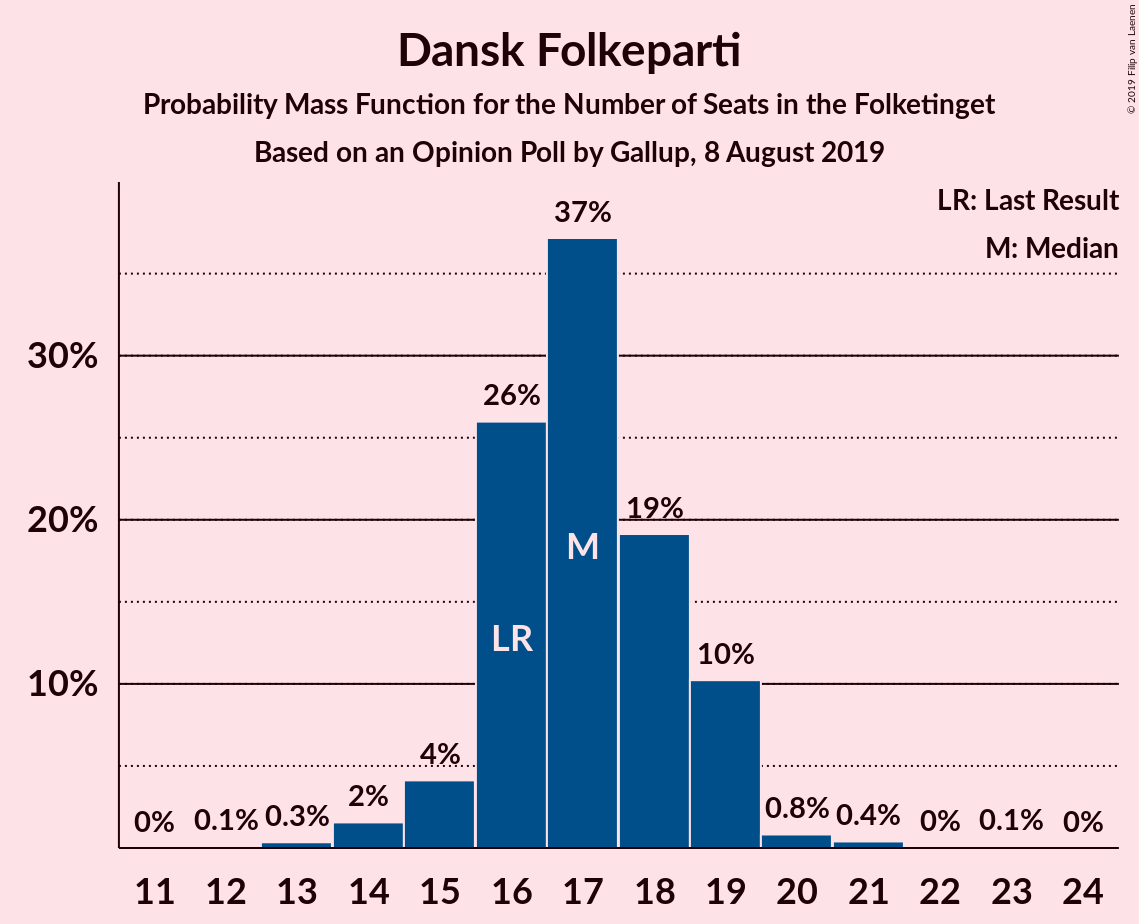 Dansk Folkeparti
Probability Mass Function for the Number of Seats in the Folketinget
Based on an Opinion Poll by Gallup, 8 August 2019
© 2019 Filip van Laenen
LR: Last Result
M: Median
37%
30%
26%
20%
19%
M
LR
10%
10%
4%
2%
0%
0.1%
0.3%
0.8%
0.4%
0%
0.1%
0%
11 12 13 14 15 16 17 18 19 20 21 22 23 24